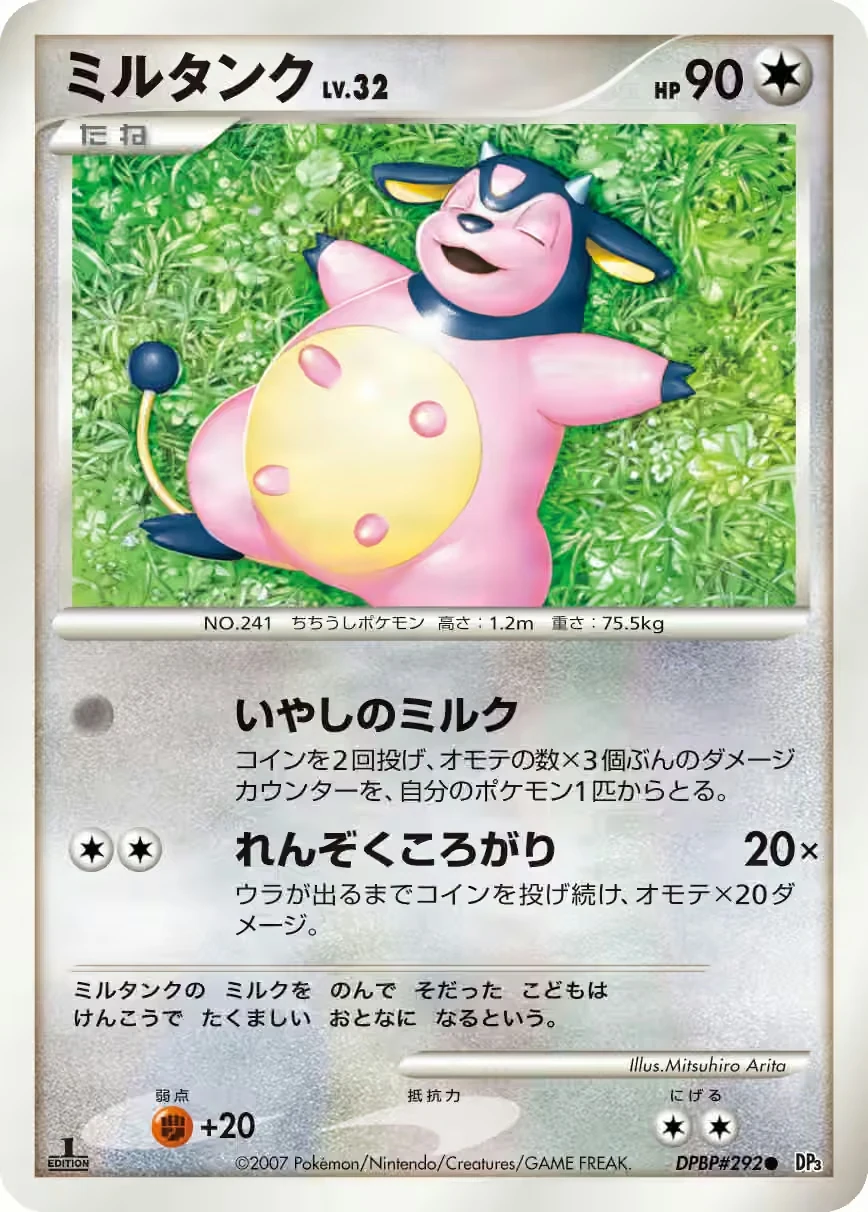 ミルタンク LV.32 HP 90
たね
NO.241 ちちうしポケモン 高さ：1.2m 重さ：75.5kg
いやしのミルク
コインを2回投げ、オモテの数×3個ぶんのダメージ
カウンターを、自分のポケモン1匹からとる。
れんぞくころがり 20×
ウラが出るまでコインを投げ続け、オモテ×20ダ
メージ。
ミルタンクの ミルクを のんで そだった こどもは
けんこうで たくましい おとなに なるという。
Illus.Mitsuhiro Arita
弱点 抵抗力 にげる
+20
1 EDITION ©2007 Pokémon/Nintendo/Creatures/GAME FREAK. DPBP#292● DP3